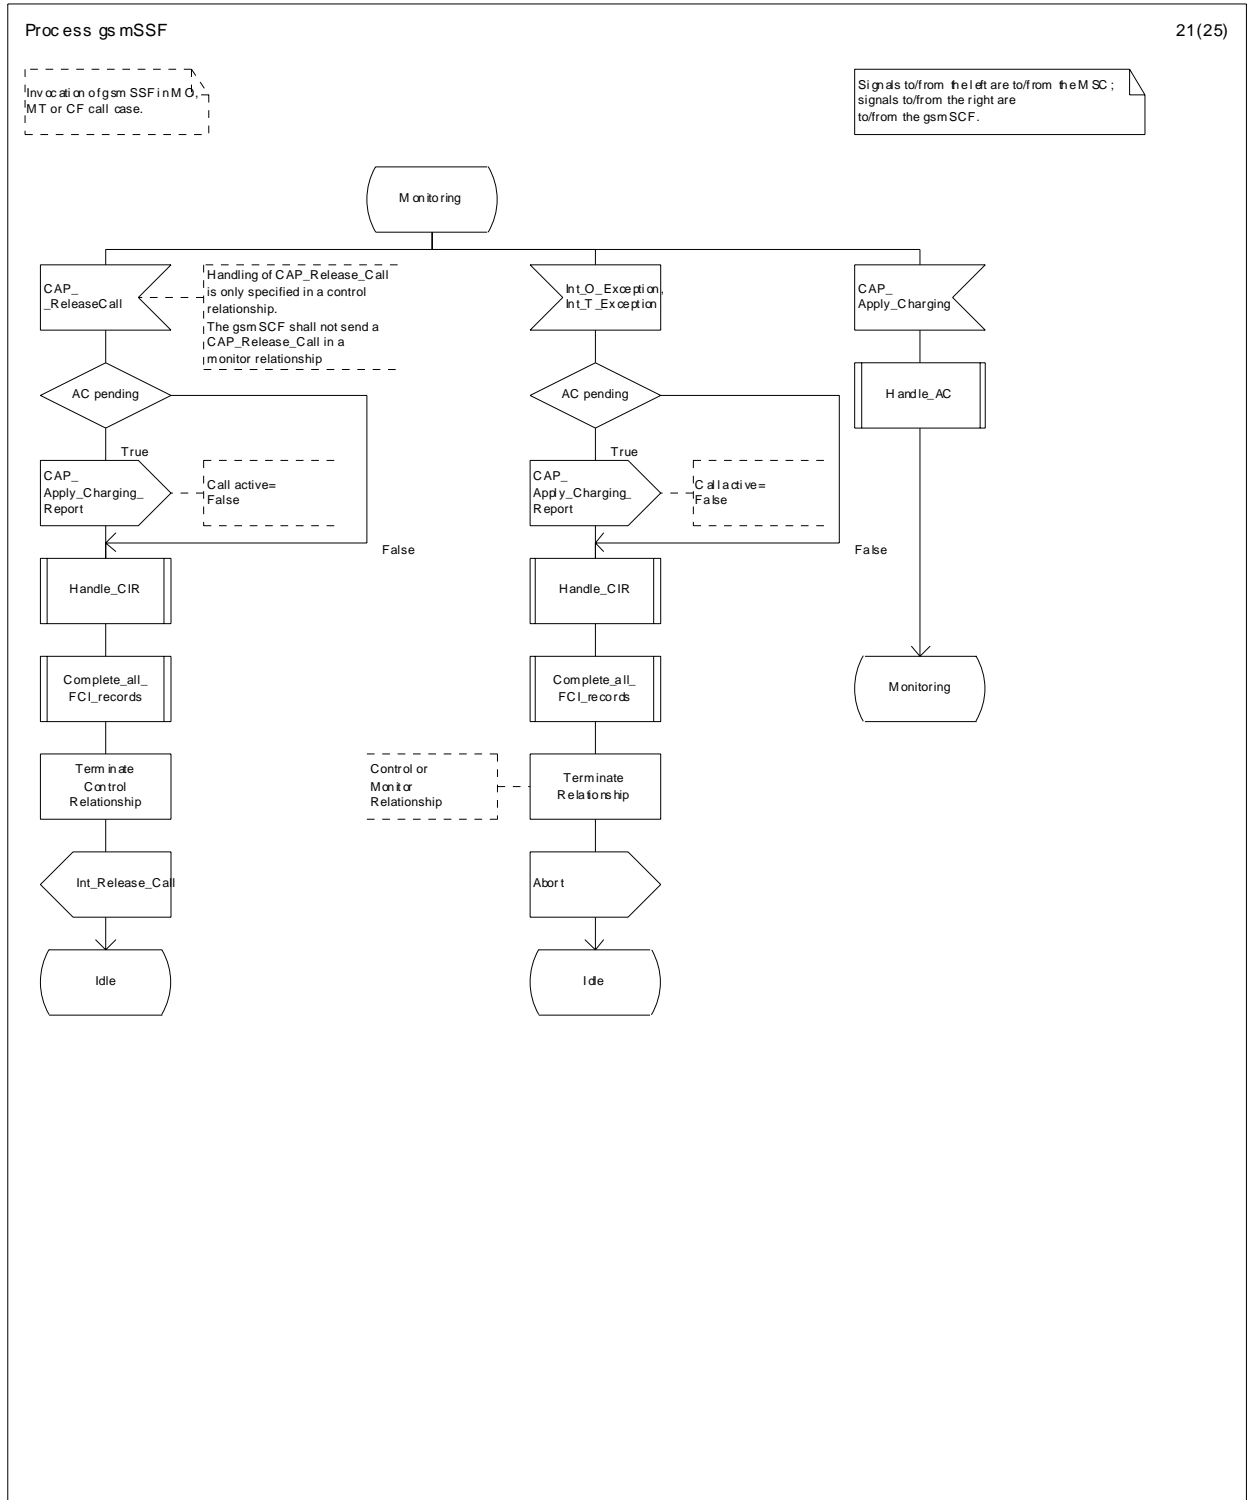 Process gsmSSF
21(25)
Invocation of gsmSSF in MO,
MT or CF call case.
Signals to/from the left are to/from the MSC;
signals to/from the right are
to/from the gsmSCF.
Monitoring
CAP_
_ReleaseCall
Handling of CAP_Release_Call
is only specified in a control
relationship.
The gsmSCF shall not send a
CAP_Release_Call in a
monitor relationship
Int_O_Exception,
Int_T_Exception
CAP_
Apply_Charging
AC pending
AC pending
Handle_AC
True
True
CAP_
Apply_Charging_
Report
Call active=
False
CAP_
Apply_Charging_
Report
Call active=
False
False
False
Handle_CIR
Handle_CIR
Complete_all_
FCI_records
Complete_all_
FCI_records
Monitoring
Terminate
Control
Relationship
Control or
Monitor
Relationship
Terminate
Relationship
Int_Release_Call
Abort
Idle
Idle